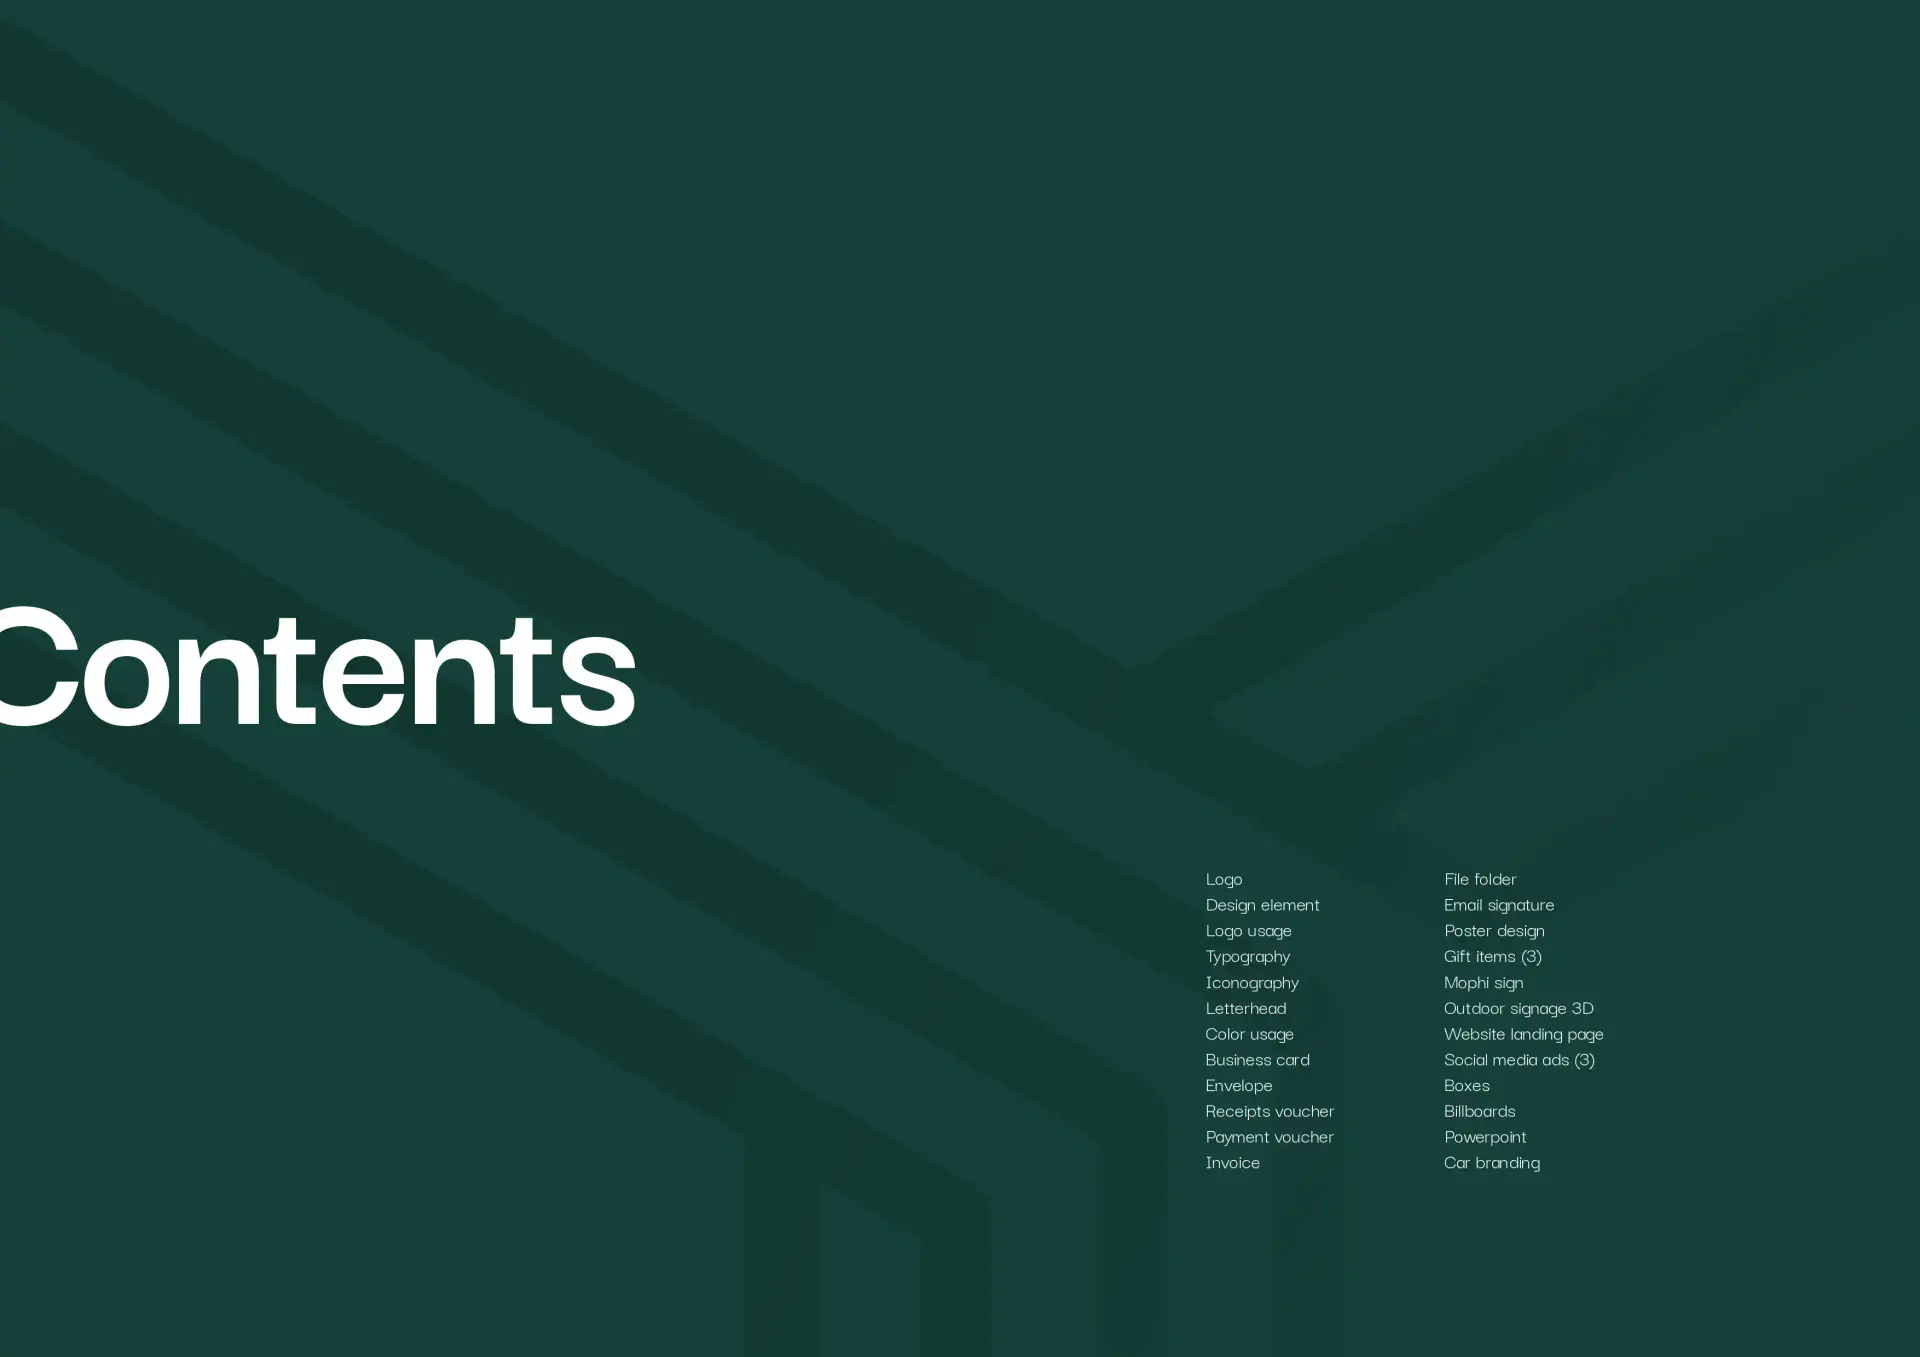 Contents
Logo
Design element
Logo usage
Typography
Iconography
Letterhead
Color usage
Business card
Envelope
Receipts voucher
Payment voucher
Invoice
File folder
Email signature
Poster design
Gift items (3)
Mophi sign
Outdoor signage 3D
Website landing page
Social media ads (3)
Boxes
Billboards
Powerpoint
Car branding